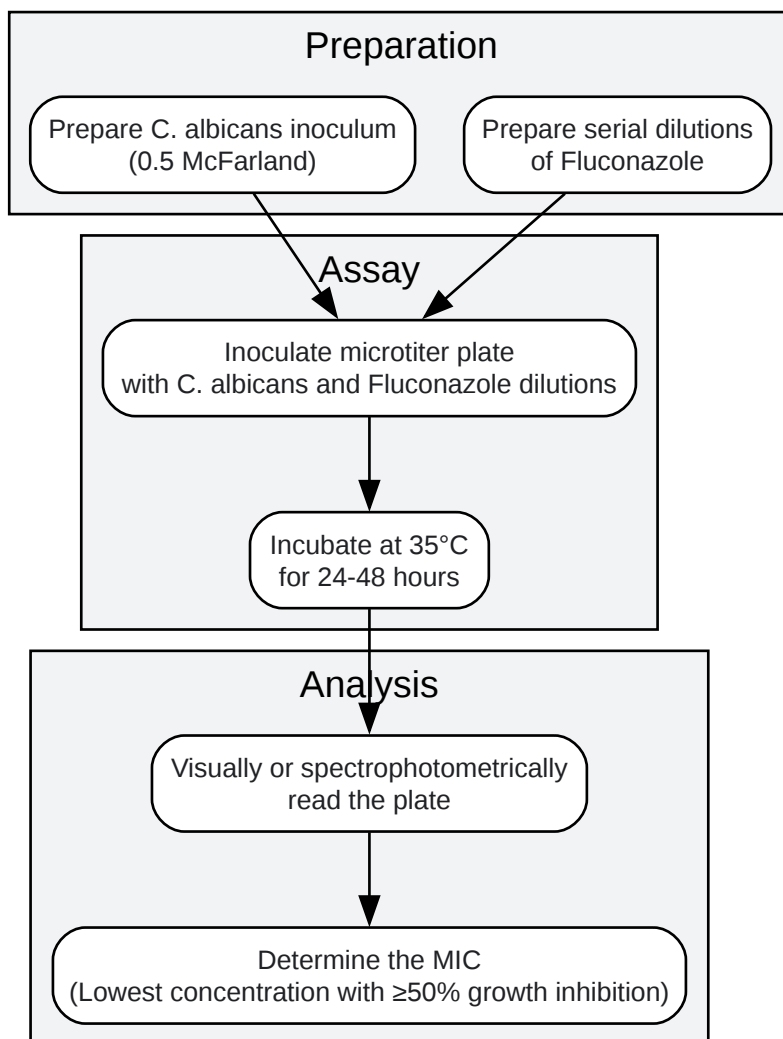 Preparation
Prepare C. albicans inoculum
(0.5 McFarland)
Prepare serial dilutions
of Fluconazole
Assay
Inoculate microtiter plate
with C. albicans and Fluconazole dilutions
Incubate at 35°C
for 24-48 hours
Analysis
Visually or spectrophotometrically
read the plate
Determine the MIC
(Lowest concentration with ≥50% growth inhibition)